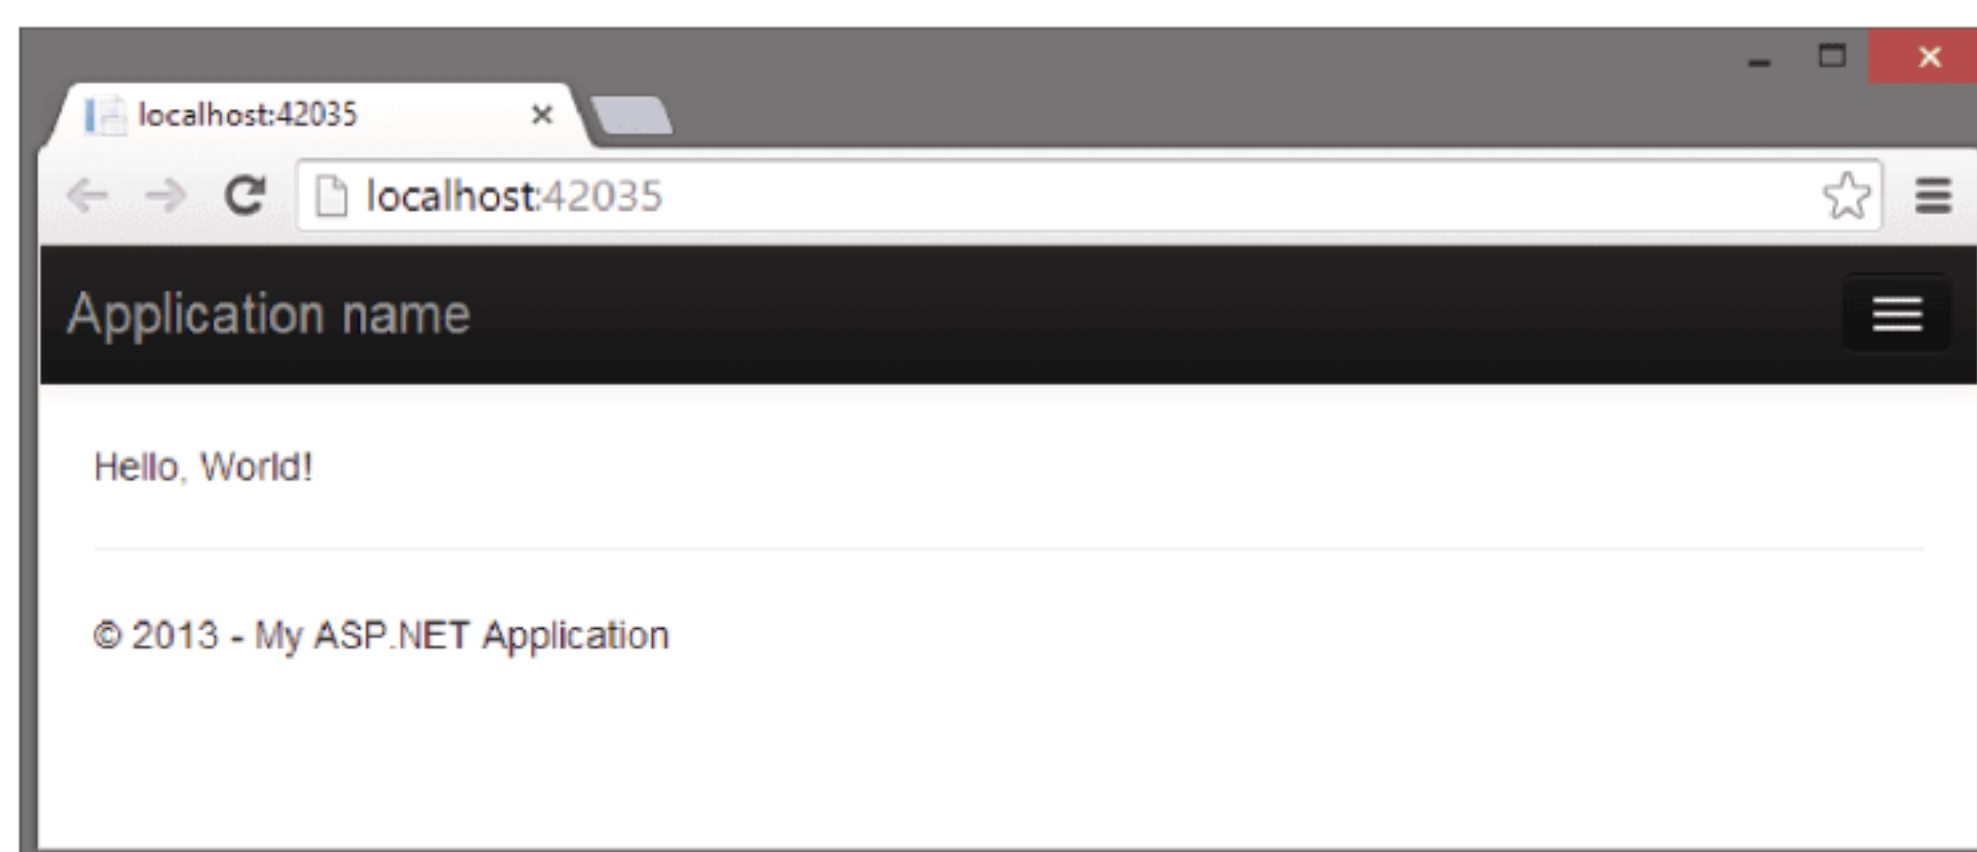 localhost:42035
localhost:42035
Application name
Hello, World!
© 2013 - My ASP.NET Application